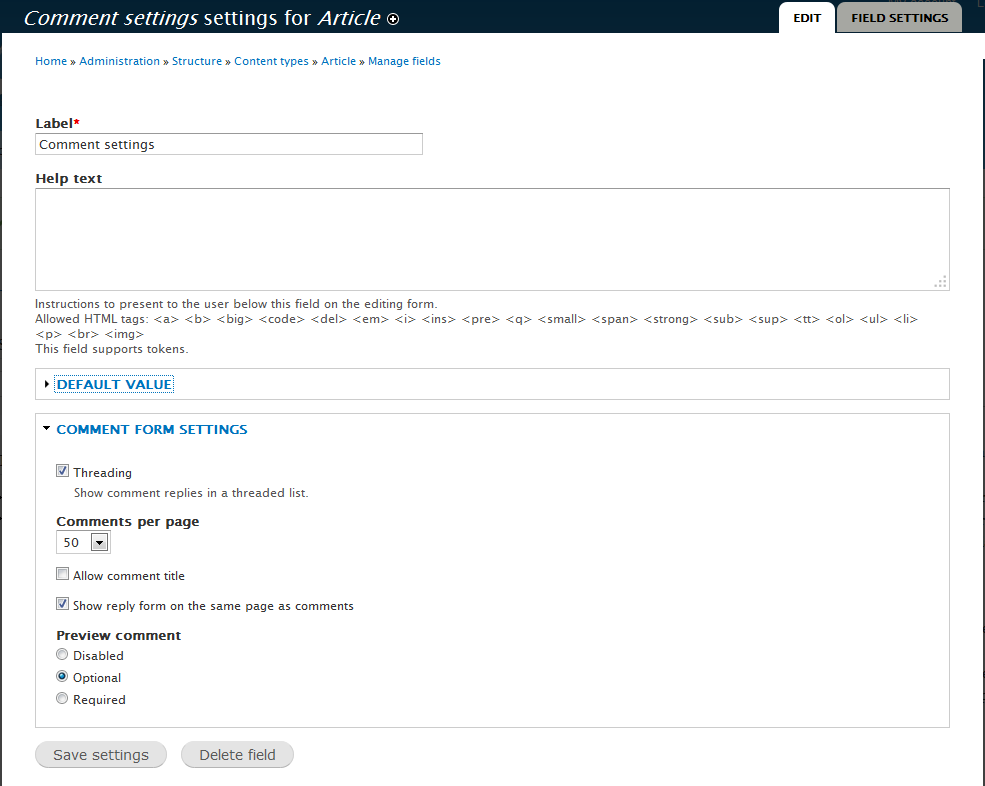 Comment settings settings for Article
EDIT
FIELD SETTINGS
Home » Administration » Structure » Content types » Article » Manage fields
Label*
Comment settings
Help text
Instructions to present to the user below this field on the editing form.
Allowed HTML tags: <a> <b> <big> <code> <del> <em> <i> <ins> <pre> <q> <small> <span> <strong> <sub> <sup> <tt> <ol> <ul> <li>
<p> <br> <img>
This field supports tokens.
DEFAULT VALUE
COMMENT FORM SETTINGS
Threading
Show comment replies in a threaded list.
Comments per page
50
Allow comment title
Show reply form on the same page as comments
Preview comment
Disabled
Optional
Required
Save settings
Delete field